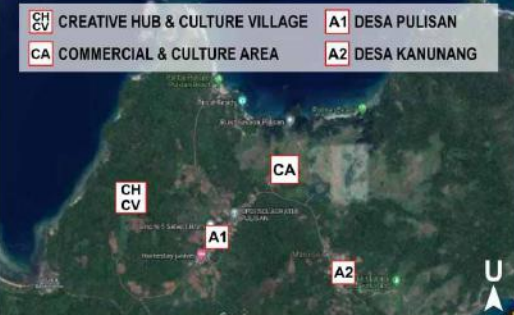 CH CV CREATIVE HUB & CULTURE VILLAGE
A1 DESA PULISAN
CA COMMERCIAL & CULTURE AREA
A2 DESA KANUNANG
CA
CH
CV
A1
A2
U